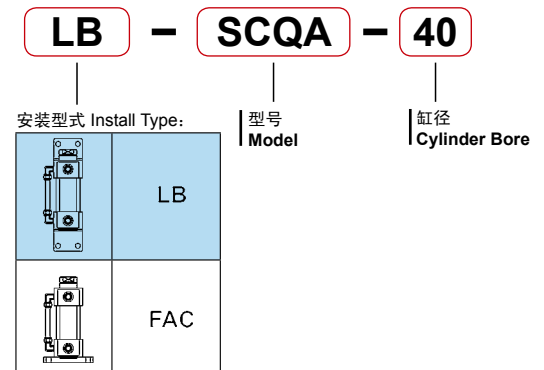 LB - SCQA - 40
安装型式 Install Type:
型号
Model
缸径
Cylinder Bore
LB
FAC